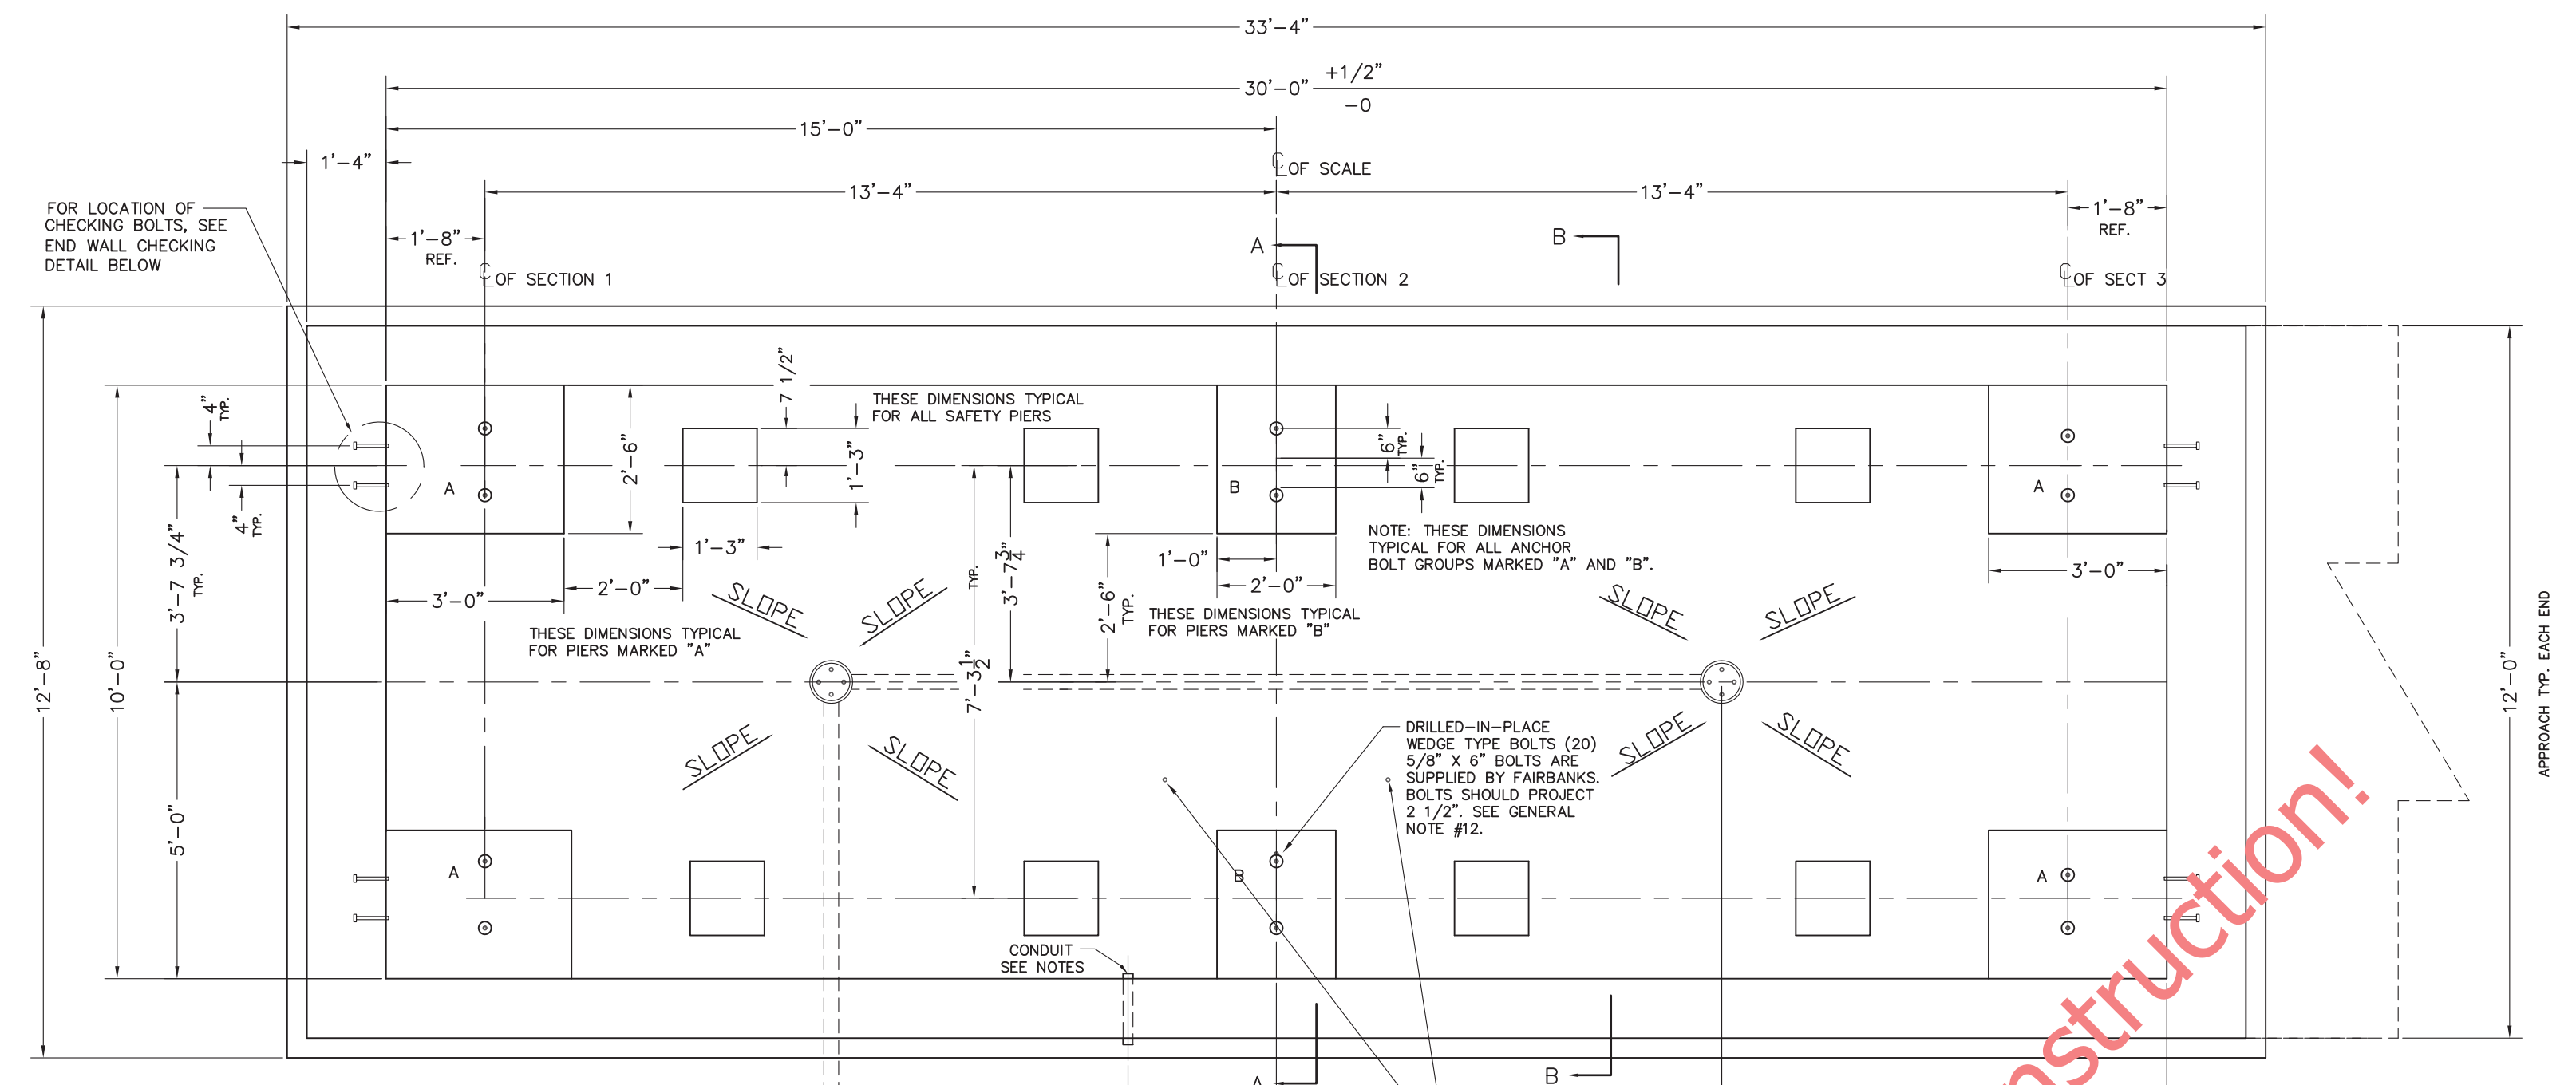 33'-4"
30'-0" +1/2"
-0
15'-0"
1'-4"
℄ OF SCALE
13'-4"
13'-4"
FOR LOCATION OF
CHECKING BOLTS, SEE
END WALL CHECKING
DETAIL BELOW
1'-8"
REF.
1'-8"
REF.
A
B
℄ OF SECTION 1
℄ OF SECTION 2
℄ OF SECT 3
7 1/2"
THESE DIMENSIONS TYPICAL
FOR ALL SAFETY PIERS
4"
TYP.
2'-6"
1'-3"
6"
TYP.
6"
TYP.
A
B
A
4"
TYP.
1'-3"
NOTE: THESE DIMENSIONS
TYPICAL FOR ALL ANCHOR
BOLT GROUPS MARKED "A" AND "B".
3'-7 3/4"
TYP.
TYP.
3'-7 3/4"
1'-0"
2'-0"
3'-0"
2'-0"
3'-0"
2'-6"
TYP.
SLOPE
SLOPE
SLOPE
SLOPE
THESE DIMENSIONS TYPICAL
FOR PIERS MARKED "B"
THESE DIMENSIONS TYPICAL
FOR PIERS MARKED "A"
12'-8"
10'-0"
7'-3 1/2"
12'-0"
APPROACH TYP. EACH END
SLOPE
SLOPE
SLOPE
SLOPE
DRILLED-IN-PLACE
WEDGE TYPE BOLTS (20)
5/8" X 6" BOLTS ARE
SUPPLIED BY FAIRBANKS.
BOLTS SHOULD PROJECT
2 1/2". SEE GENERAL
NOTE #12.
5'-0"
A
B
A
CONDUIT
SEE NOTES
A
B
nstruction!